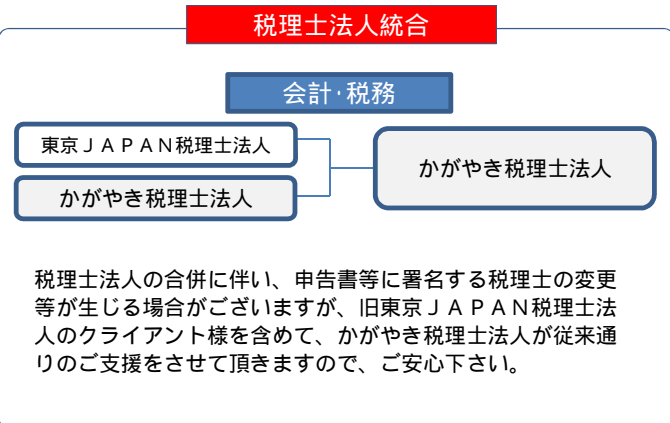 税理士法人統合
会計･税務
東京ＪＡＰＡＮ税理士法人
かがやき税理士法人
かがやき税理士法人
税理士法人の合併に伴い、申告書等に署名する税理士の変更
等が生じる場合がございますが、旧東京ＪＡＰＡＮ税理士法
人のクライアント様を含めて、かがやき税理士法人が従来通
りのご支援をさせて頂きますので、ご安心下さい。